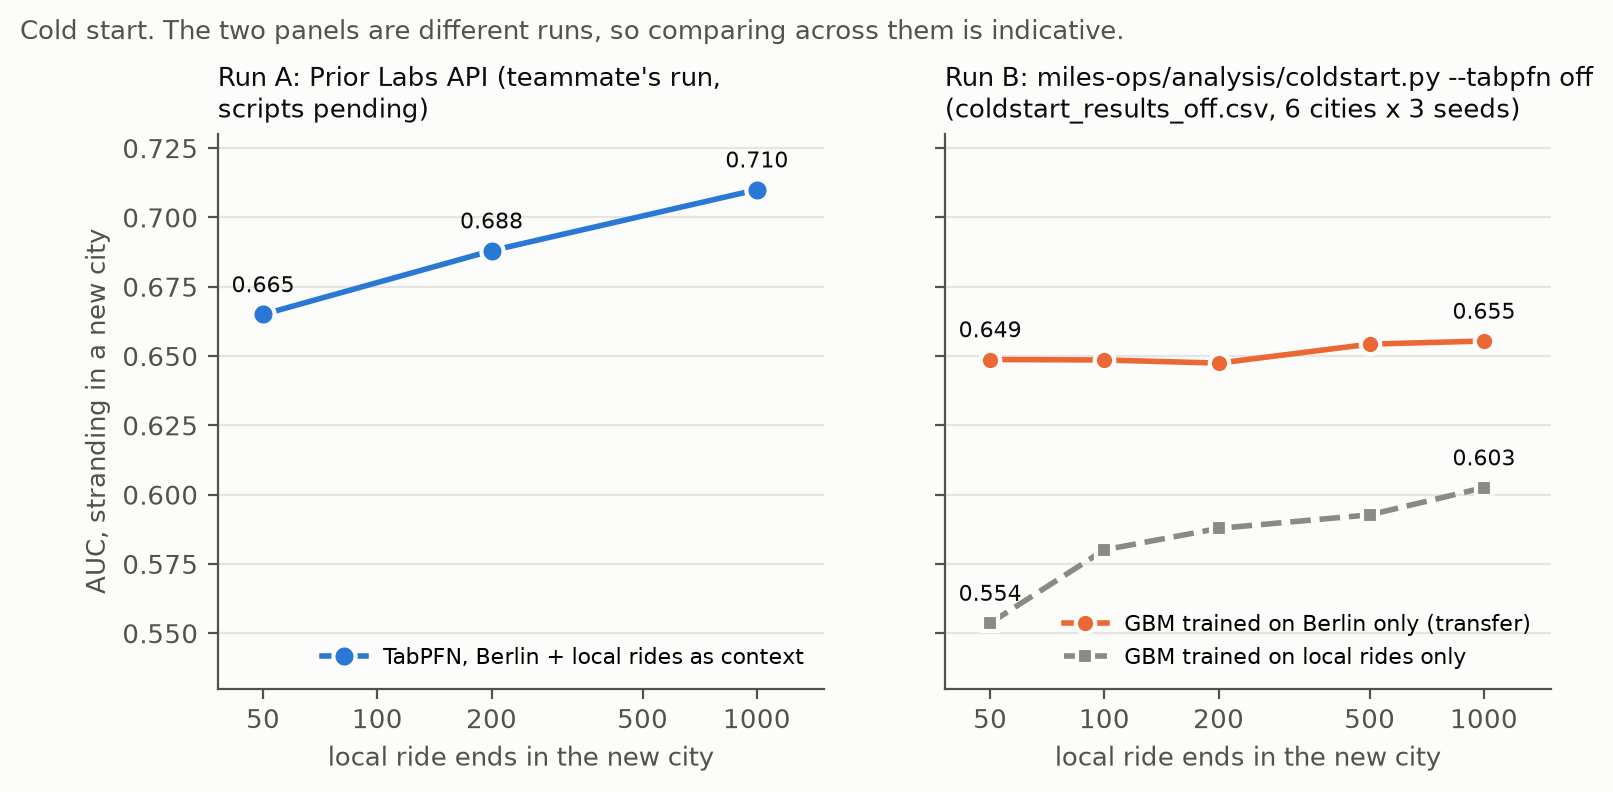 Cold start. The two panels are different runs, so comparing across them is indicative.
Run A: Prior Labs API (teammate's run,
scripts pending)
AUC, stranding in a new city
0.725
0.700
0.675
0.650
0.625
0.600
0.575
0.550
0.665
0.688
0.710
TabPFN, Berlin + local rides as context
50 100 200 500 1000
local ride ends in the new city
Run B: miles-ops/analysis/coldstart.py --tabpfn off
(coldstart_results_off.csv, 6 cities x 3 seeds)
0.649
0.655
0.603
0.554
GBM trained on Berlin only (transfer)
GBM trained on local rides only
50 100 200 500 1000
local ride ends in the new city